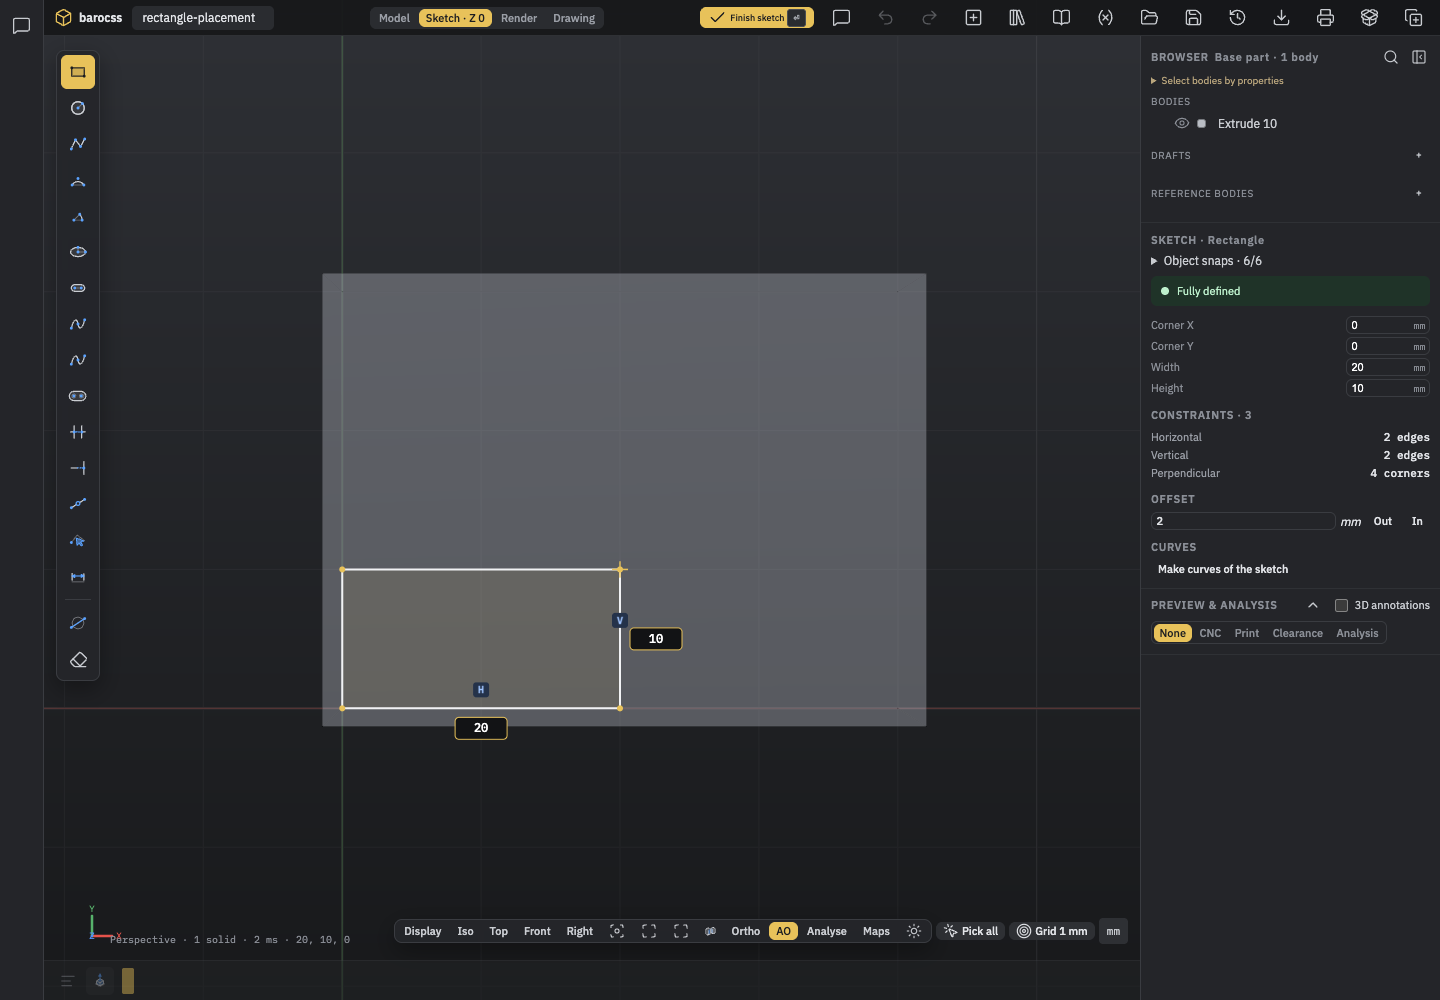 barocss
rectangle-placement
Model
Sketch · Z 0
Render
Drawing
Finish sketch
BROWSER Base part · 1 body
Select bodies by properties
BODIES
Extrude 10
DRAFTS
+
REFERENCE BODIES
+
SKETCH · Rectangle
Object snaps · 6/6
Fully defined
Corner X 0 mm
Corner Y 0 mm
Width 20 mm
Height 10 mm
CONSTRAINTS · 3
Horizontal 2 edges
Vertical 2 edges
Perpendicular 4 corners
OFFSET
2 mm Out In
CURVES
Make curves of the sketch
PREVIEW & ANALYSIS 3D annotations
None CNC Print Clearance Analysis
V
10
H
20
Y
X
Z
Perspective · 1 solid · 2 ms · 20, 10, 0
Display Iso Top Front Right Ortho AO Analyse Maps Pick all Grid 1 mm mm